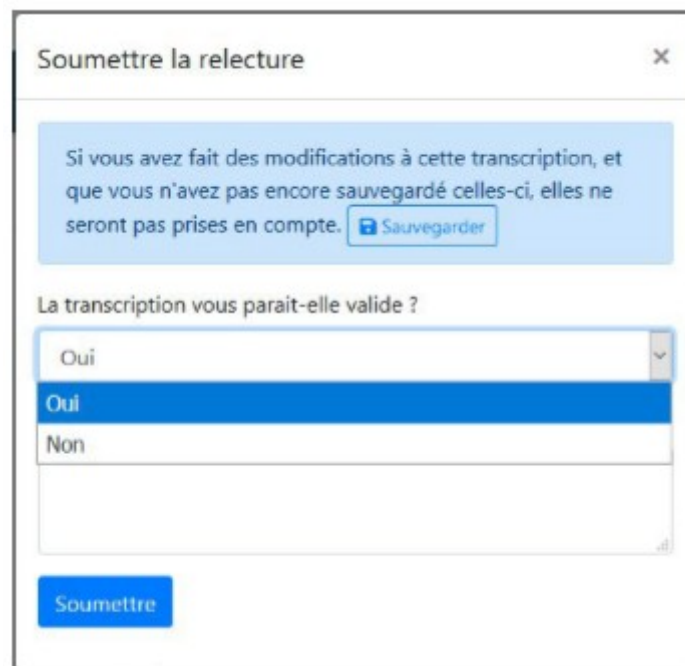 Soumettre la relecture ×
Si vous avez fait des modifications à cette transcription, et
que vous n'avez pas encore sauvegardé celles-ci, elles ne
seront pas prises en compte. Sauvegarder
La transcription vous parait-elle valide ?
Oui
Oui
Non
Soumettre